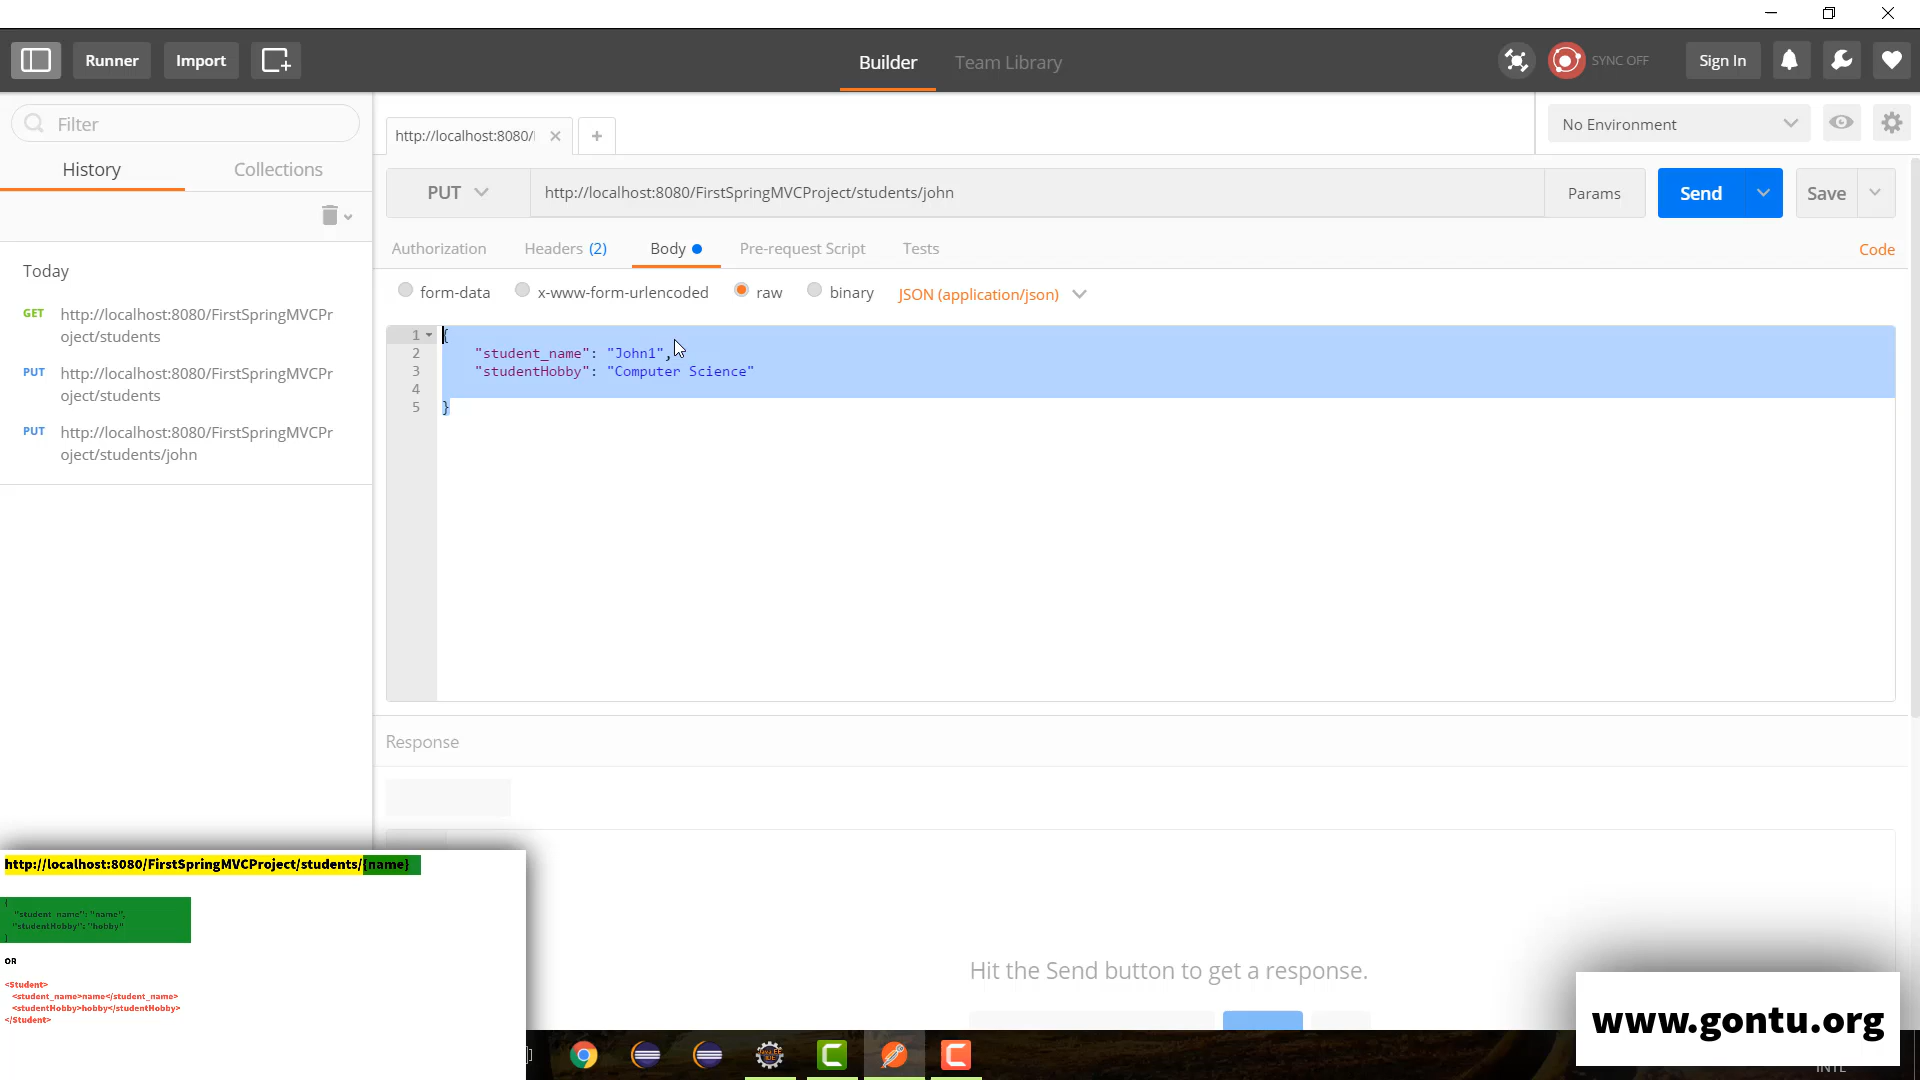 Runner
Import
Builder
Team Library
SYNC OFF
Sign In
Filter
History
Collections
Today
GET
http://localhost:8080/FirstSpringMVCPr
oject/students
PUT
http://localhost:8080/FirstSpringMVCPr
oject/students
PUT
http://localhost:8080/FirstSpringMVCPr
oject/students/john
http://localhost:8080/
No Environment
PUT
http://localhost:8080/FirstSpringMVCProject/students/john
Params
Send
Save
Authorization
Headers (2)
Body
Pre-request Script
Tests
Code
form-data
x-www-form-urlencoded
raw
binary
JSON (application/json)
1 {
2 "student_name": "John1",
3 "studentHobby": "Computer Science"
4
5 }
Response
Hit the Send button to get a response.
http://localhost:8080/FirstSpringMVCProject/students/{name}
{
"student_name": "name",
"studentHobby": "hobby"
}
OR
<Student>
<student_name>name</student_name>
<studentHobby>hobby</studentHobby>
</Student>
www.gontu.org